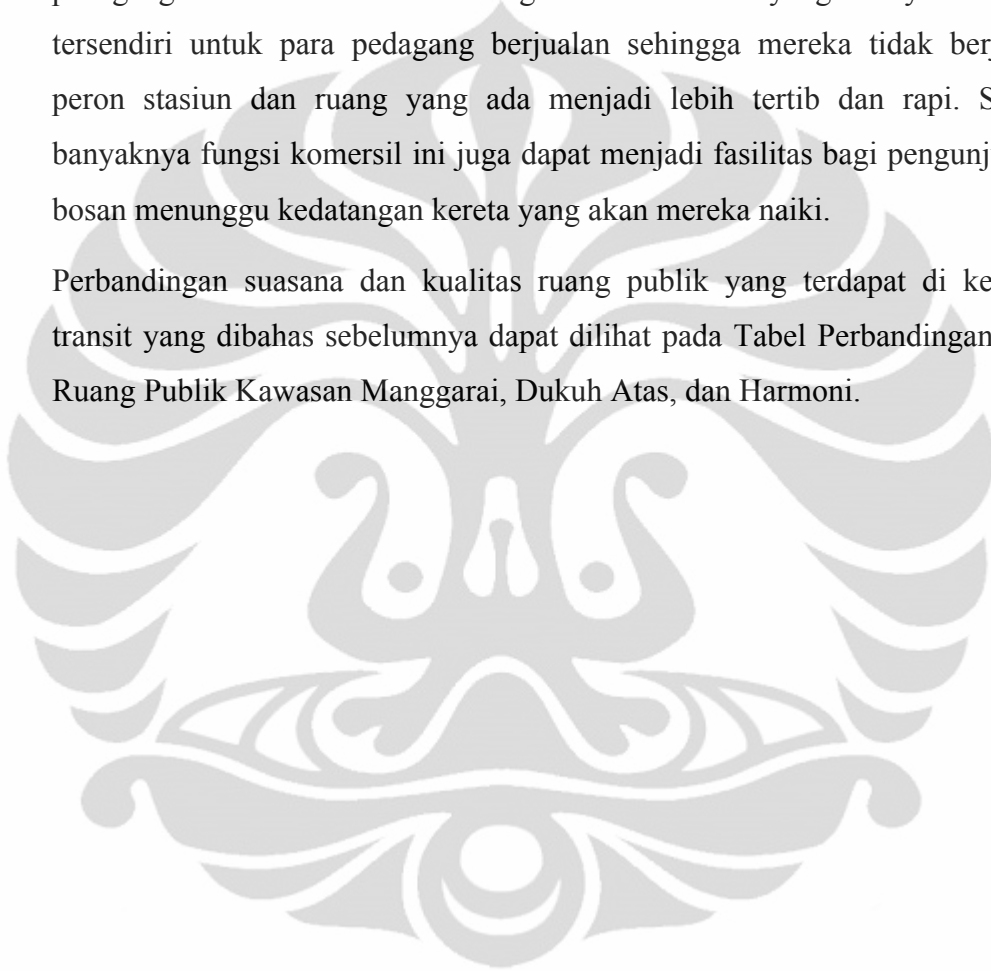 tersendiri untuk para pedagang berjualan sehingga mereka tidak
peron stasiun dan ruang yang ada menjadi lebih tertib dan rapi.
banyaknya fungsi komersil ini juga dapat menjadi fasilitas bagi
bosan menunggu kedatangan kereta yang akan mereka naiki.
Perbandingan suasana dan kualitas ruang publik yang terdapat di
transit yang dibahas sebelumnya dapat dilihat pada Tabel Perbandingan
Ruang Publik Kawasan Manggarai, Dukuh Atas, dan Harmoni.